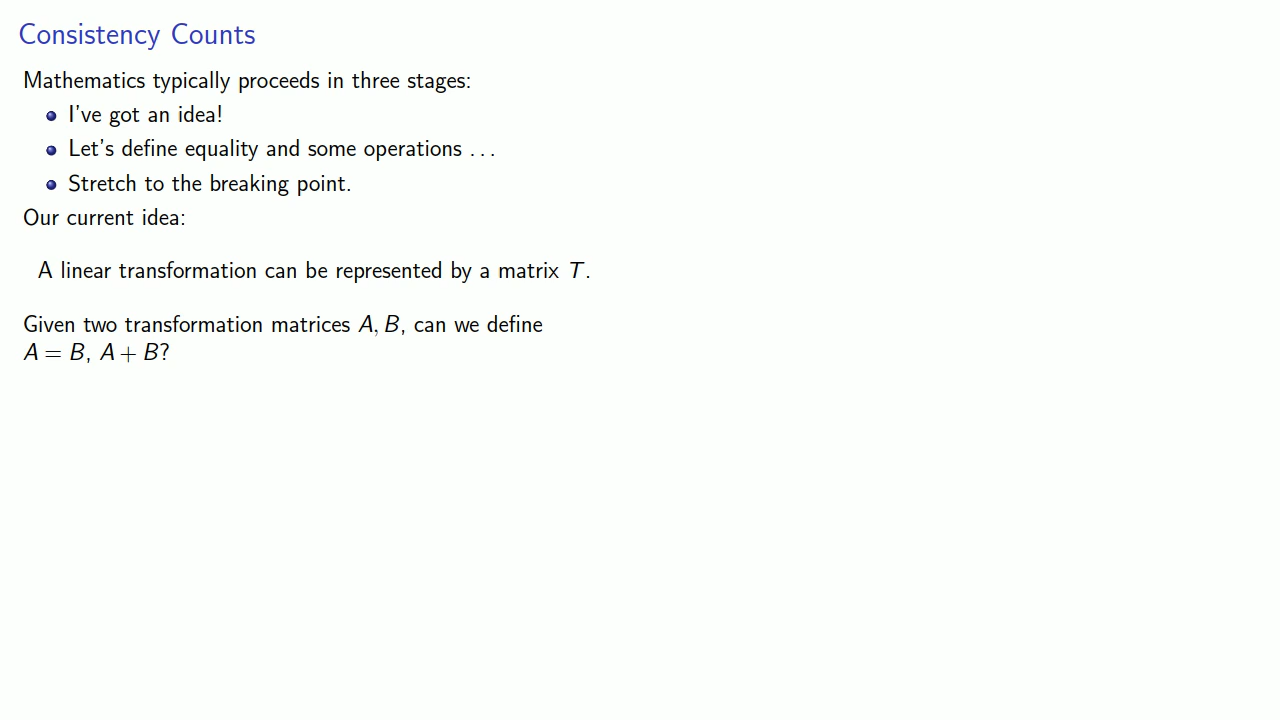 Consistency Counts
Mathematics typically proceeds in three stages:
I've got an idea!
Let's define equality and some operations ...
Stretch to the breaking point.
Our current idea:
A linear transformation can be represented by a matrix T.
Given two transformation matrices A, B, can we define
A = B, A + B?